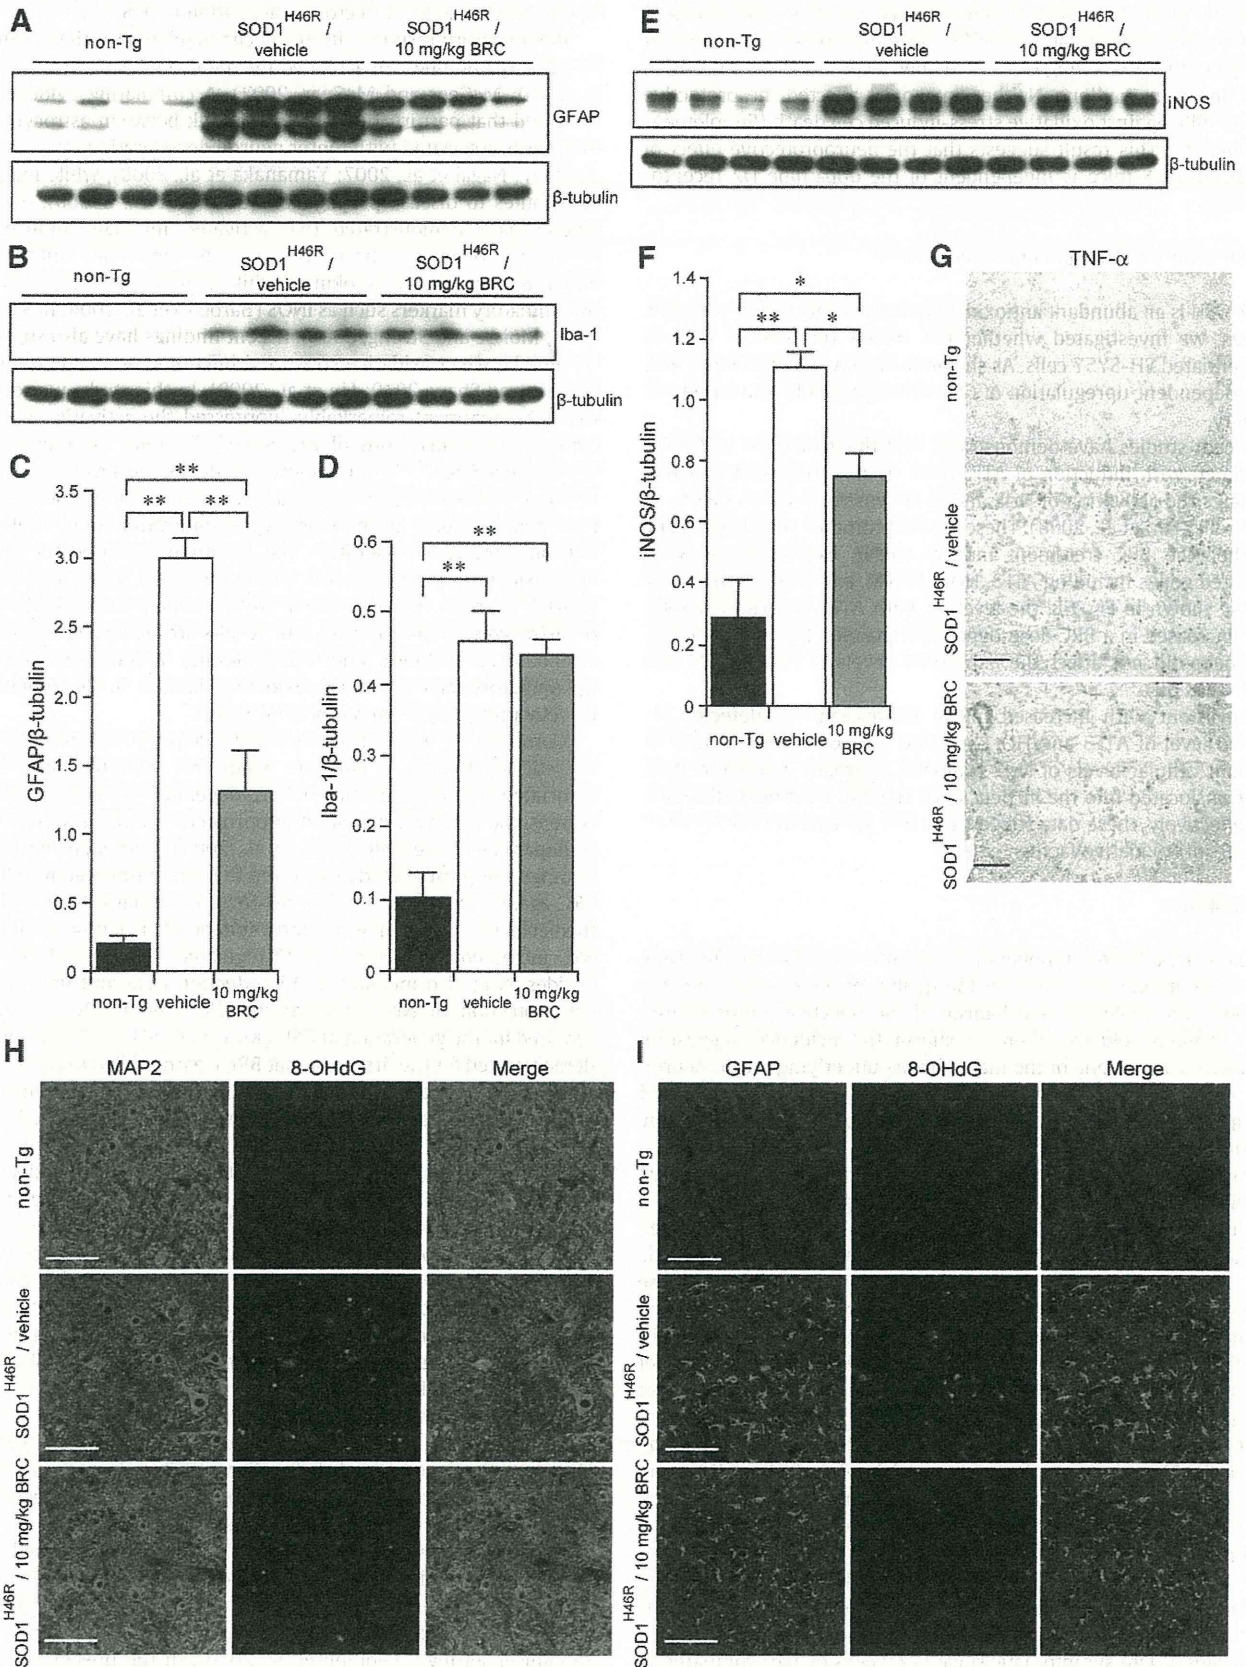 A
non-Tg
SOD1H46R /
vehicle
SOD1H46R /
10 mg/kg BRC
GFAP
β-tubulin
B
non-Tg
SOD1H46R /
vehicle
SOD1H46R /
10 mg/kg BRC
Iba-1
β-tubulin
C
**
** **
GFAP/β-tubulin
3.5
3.0
2.5
2.0
1.5
1.0
0.5
0
non-Tg vehicle 10 mg/kg
BRC
D
**
**
Iba-1/β-tubulin
0.6
0.5
0.4
0.3
0.2
0.1
0
non-Tg vehicle 10 mg/kg
BRC
E
non-Tg
SOD1H46R /
vehicle
SOD1H46R /
10 mg/kg BRC
iNOS
β-tubulin
F
*
** *
iNOS/β-tubulin
1.4
1.2
1.0
0.8
0.6
0.4
0.2
0
non-Tg vehicle 10 mg/kg
BRC
G
TNF-α
non-Tg
SOD1H46R / vehicle
SOD1H46R / 10 mg/kg BRC
H
MAP2 8-OHdG Merge
non-Tg
SOD1H46R / vehicle
SOD1H46R / 10 mg/kg BRC
I
GFAP 8-OHdG Merge
non-Tg
SOD1H46R / vehicle
SOD1H46R / 10 mg/kg BRC